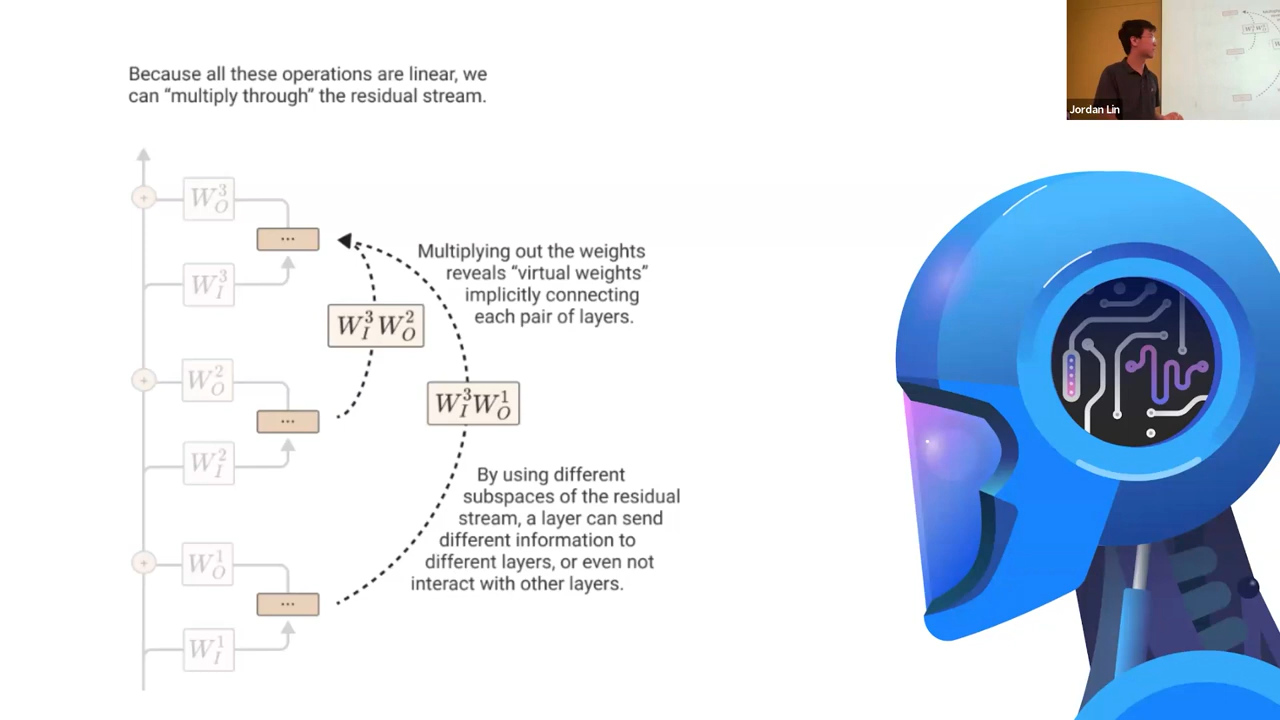 Because all these operations are linear, we
can “multiply through” the residual stream.
Jordan Lin
W_O^3
...
W_I^3
Multiplying out the weights
reveals “virtual weights”
implicitly connecting
each pair of layers.
W_I^3 W_O^2
W_O^2
...
W_I^2
W_I^3 W_O^1
By using different
subspaces of the residual
stream, a layer can send
different information to
different layers, or even not
interact with other layers.
W_O^1
...
W_I^1